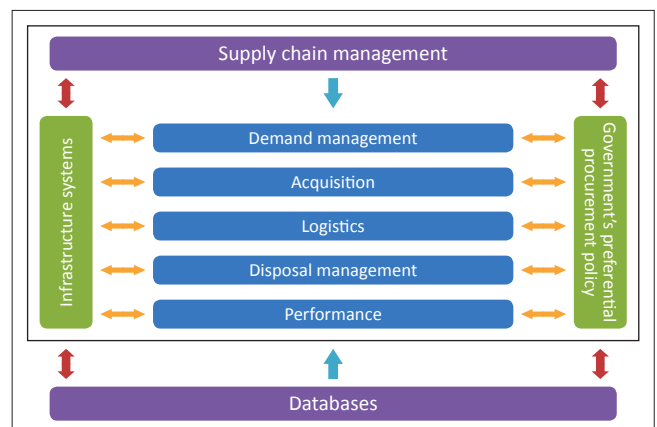 Supply chain management
Infrastructure systems
Demand management
Acquisition
Logistics
Disposal management
Performance
Government's preferential
procurement policy
Databases